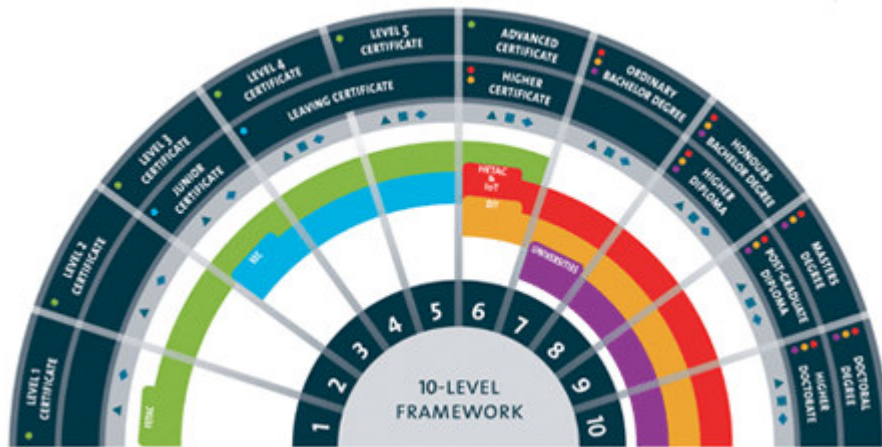 LEVEL 1
CERTIFICATE
LEVEL 2
CERTIFICATE
LEVEL 3
CERTIFICATE
JUNIOR
CERTIFICATE
LEVEL 4
CERTIFICATE
LEVEL 5
CERTIFICATE
LEAVING CERTIFICATE
ADVANCED
CERTIFICATE
HIGHER
CERTIFICATE
ORDINARY
BACHELOR DEGREE
HONOURS
BACHELOR DEGREE
HIGHER
DIPLOMA
MASTERS
DEGREE
POST-GRADUATE
DIPLOMA
DOCTORAL
DEGREE
HIGHER
DOCTORATE
FETAC
SEC
HETAC
&
IoT
DIT
UNIVERSITIES
1
2
3
4
5
6
7
8
9
10
10-LEVEL
FRAMEWORK